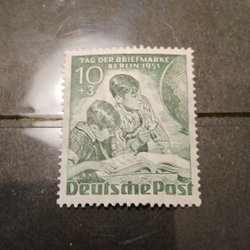 TAG DER BRIEFMARKE
BERLIN 1951
10
+3
Deutsche Post